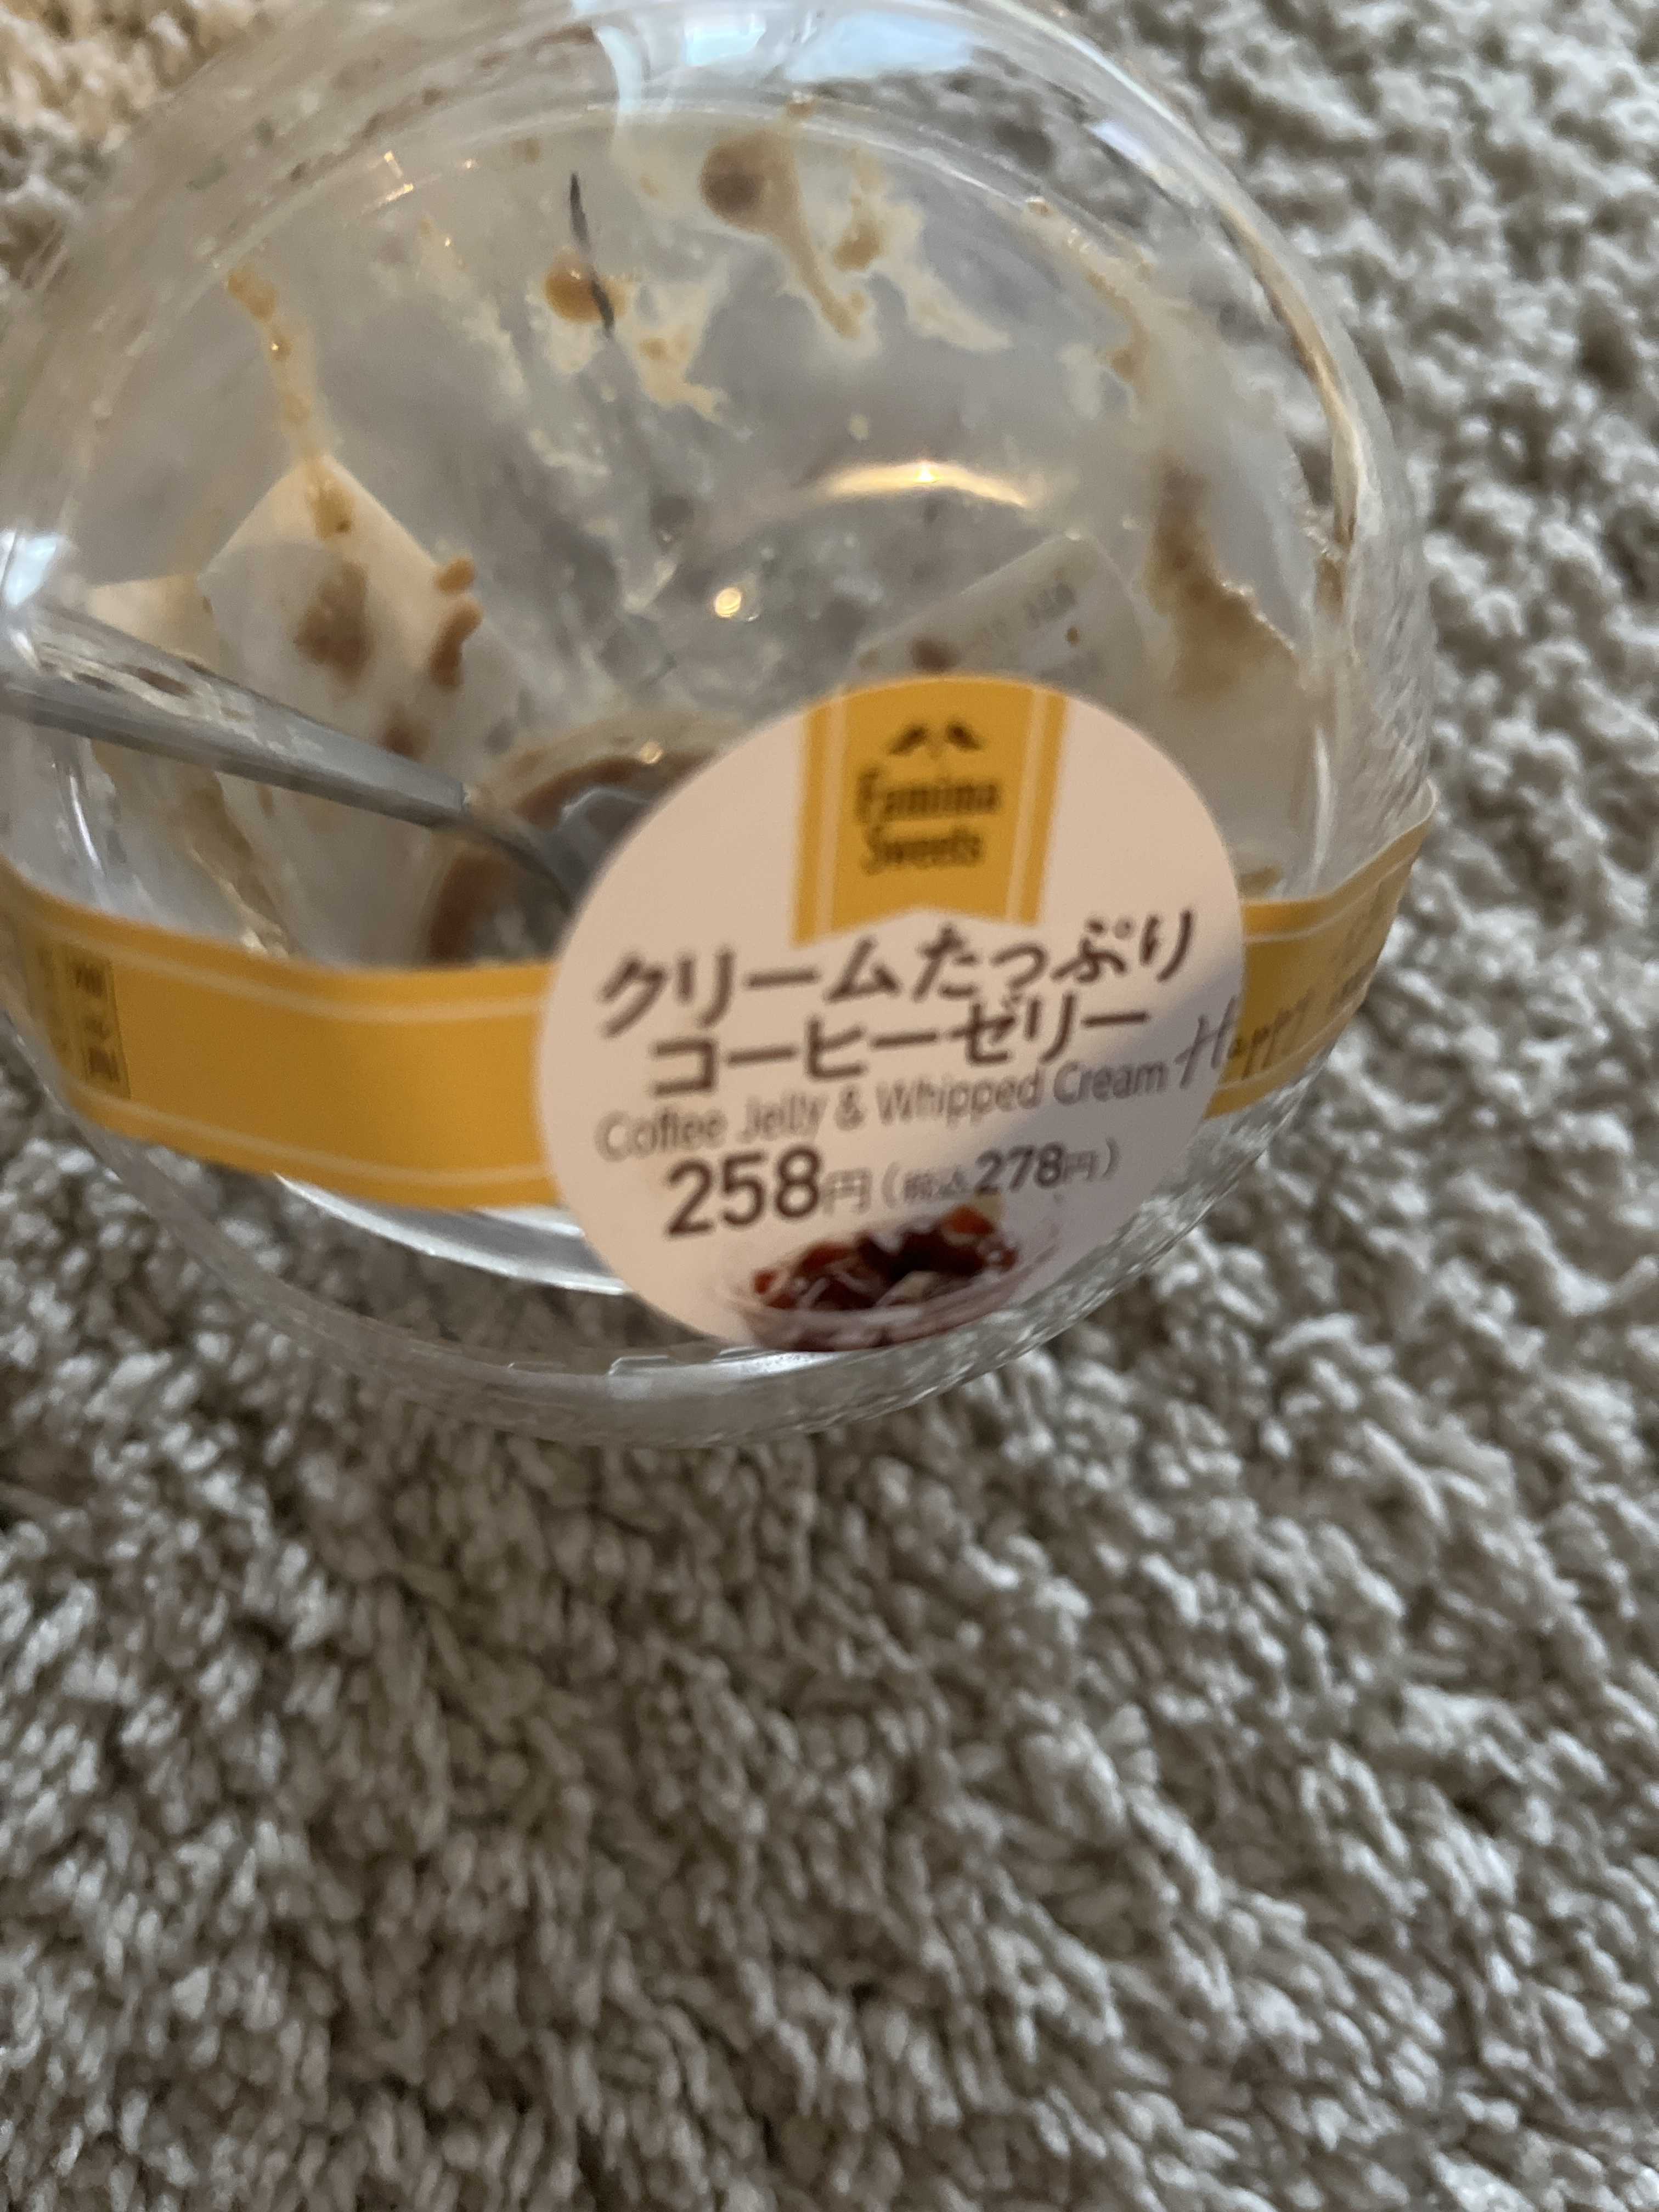 Famima
Sweets
クリームたっぷり
コーヒーゼリー
Coffee Jelly & Whipped Cream
Happy
258円(税込278円)